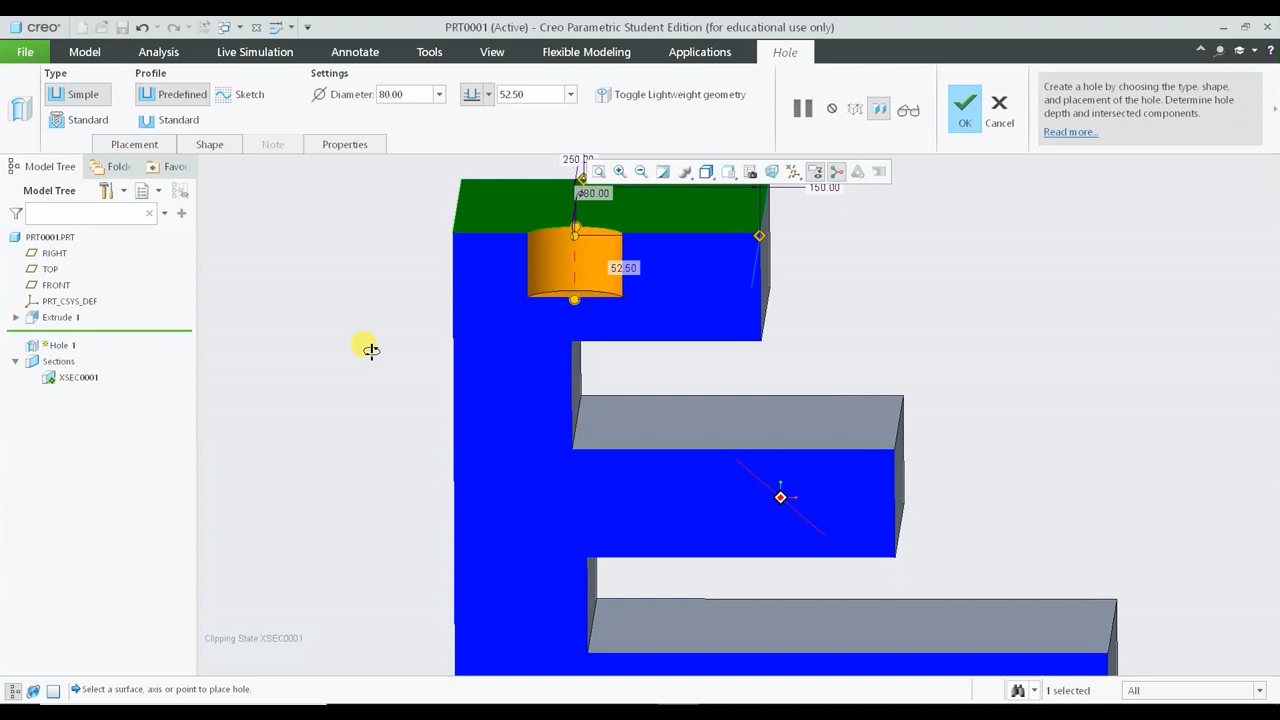 creo
PRT0001 (Active) - Creo Parametric Student Edition (for educational use only)
File Model Analysis Live Simulation Annotate Tools View Flexible Modeling Applications Hole
Type Profile Settings
Simple Predefined Sketch Diameter: 80.00 52.50 Toggle Lightweight geometry
Standard Standard
OK Cancel
Create a hole by choosing the type, shape,
and placement of the hole. Determine hole
depth and intersected components.
Read more...
Placement Shape Note Properties
Model Tree Fold Favor
Model Tree
PRT0001.PRT
RIGHT
TOP
FRONT
PRT_CSYS_DEF
Extrude 1
Hole 1
Sections
XSEC0001
250.00
150.00
⌀80.00
52.50
Clipping State:XSEC0001
Select a surface, axis or point to place hole.
1 selected
All